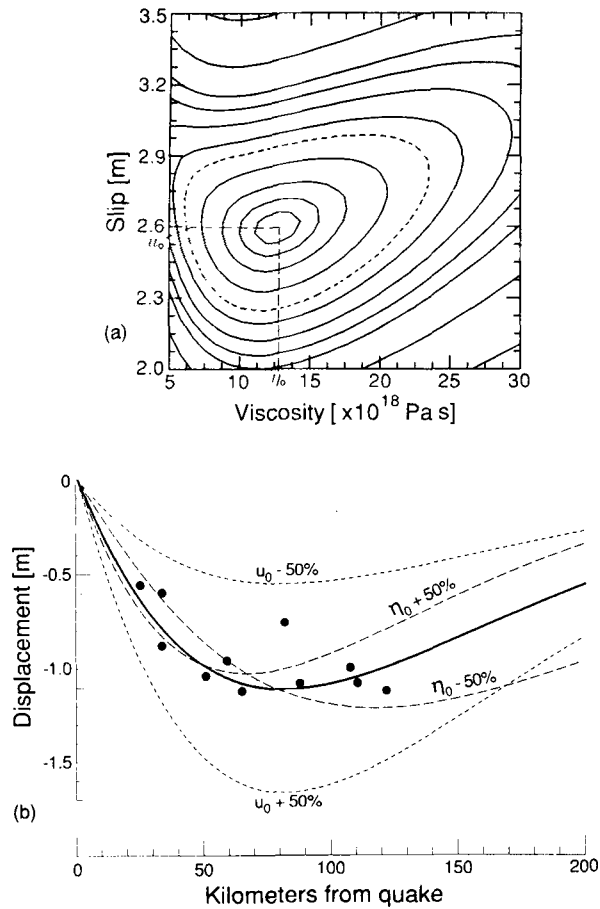 3.5
3.2
2.9
2.6
u₀
2.3
2.0
Slip [m]
(a)
5 10 η₀ 15 20 25 30
Viscosity [ x10¹⁸ Pa s]
0
-0.5
-1.0
-1.5
Displacement [m]
u₀ - 50%
η₀ + 50%
η₀ - 50%
u₀ + 50%
(b)
0 50 100 150 200
Kilometers from quake